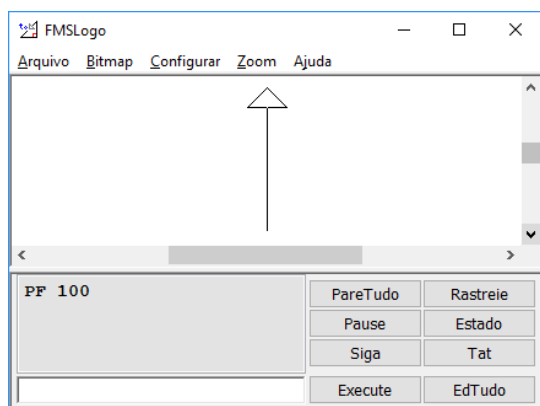 FMSLogo
Arquivo Bitmap Configurar Zoom Ajuda
PF 100
PareTudo Rastreie
Pause Estado
Siga Tat
Execute EdTudo